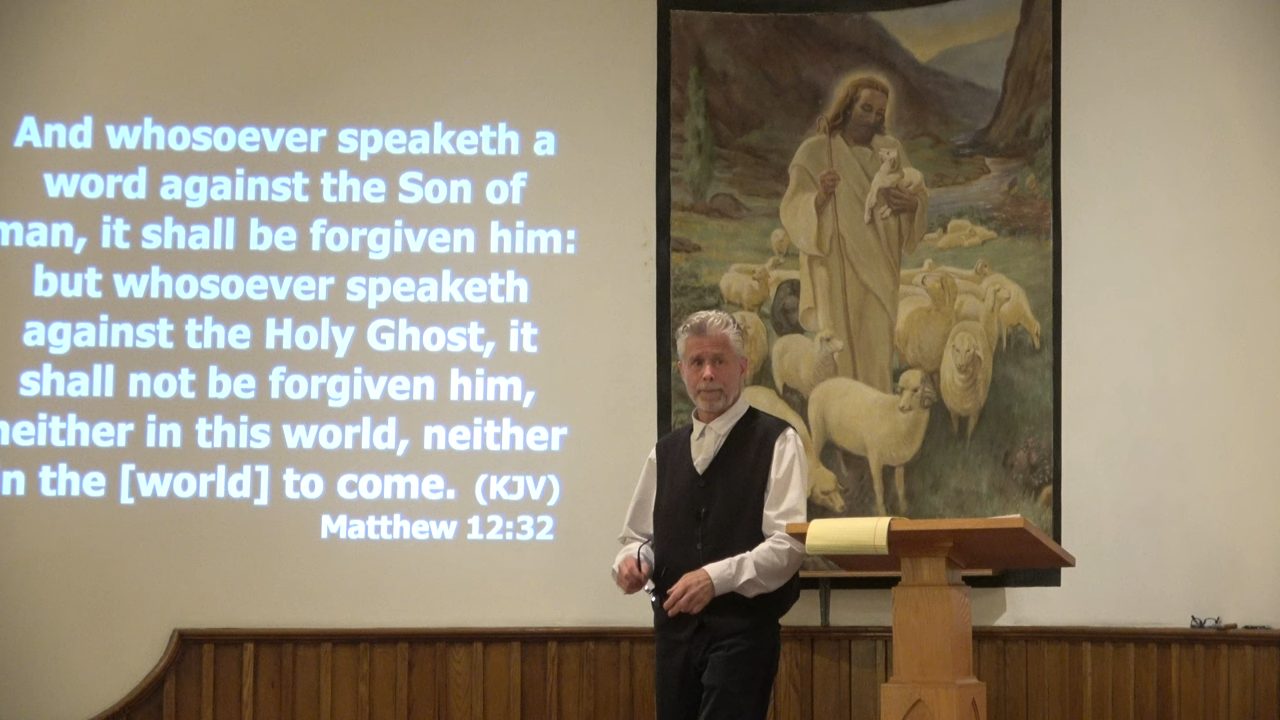 And whosoever speaketh a
word against the Son of
man, it shall be forgiven him:
but whosoever speaketh
against the Holy Ghost, it
shall not be forgiven him,
neither in this world, neither
in the [world] to come. (KJV)
Matthew 12:32